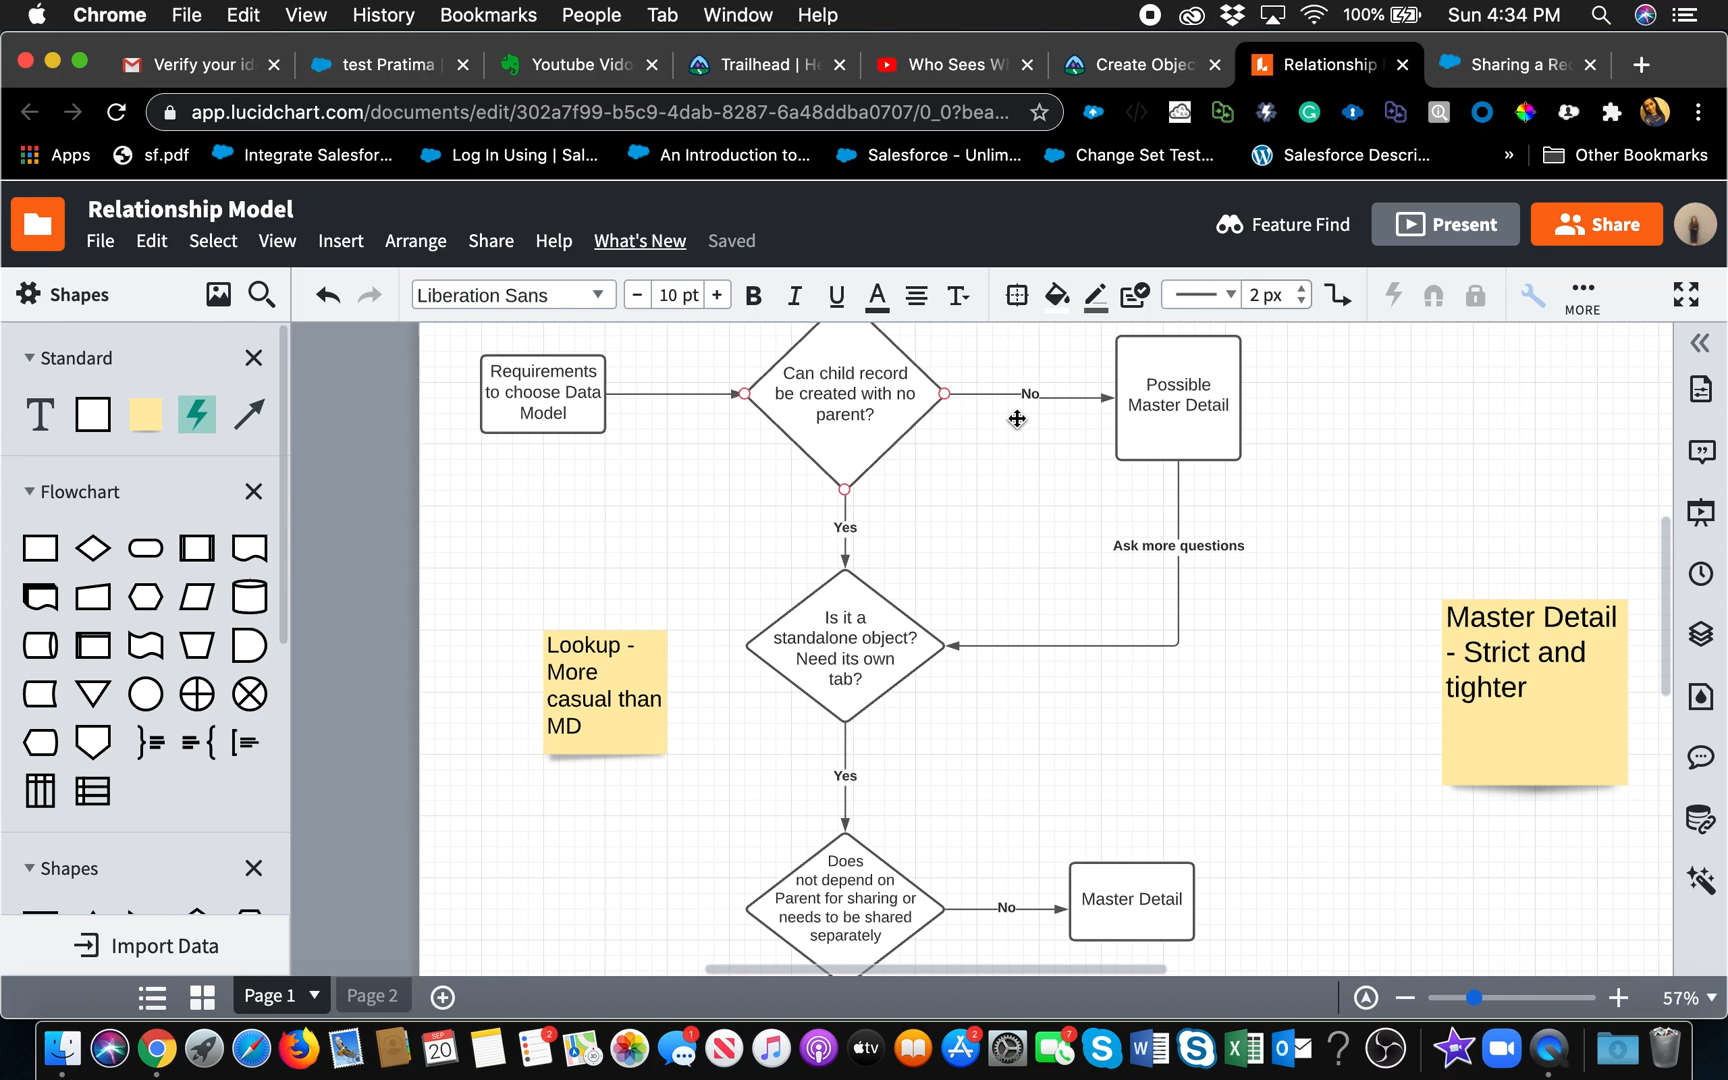 Chrome File Edit View History Bookmarks People Tab Window Help 100% Sun 4:34 PM
Verify your id test Pratima Youtube Vido Trailhead | He Who Sees W Create Objec Relationship Sharing a Rec
app.lucidchart.com/documents/edit/302a7f99-b5c9-4dab-8287-6a48ddba0707/0_0?bea...
Apps sf.pdf Integrate Salesfor... Log In Using | Sal... An Introduction to... Salesforce - Unlim... Change Set Test... Salesforce Descri... » Other Bookmarks
Relationship Model
File Edit Select View Insert Arrange Share Help What's New Saved
Feature Find Present Share
Shapes Liberation Sans 10 pt B I U A T 2 px MORE
Standard
T
Flowchart
Shapes
Import Data
Requirements
to choose Data
Model
Can child record
be created with no
parent?
No
Possible
Master Detail
Yes
Ask more questions
Is it a
standalone object?
Need its own
tab?
Lookup -
More
casual than
MD
Master Detail
- Strict and
tighter
Yes
Does
not depend on
Parent for sharing or
needs to be shared
separately
No
Master Detail
Page 1 Page 2 57%
SEP
20
2 1 tv 2 7